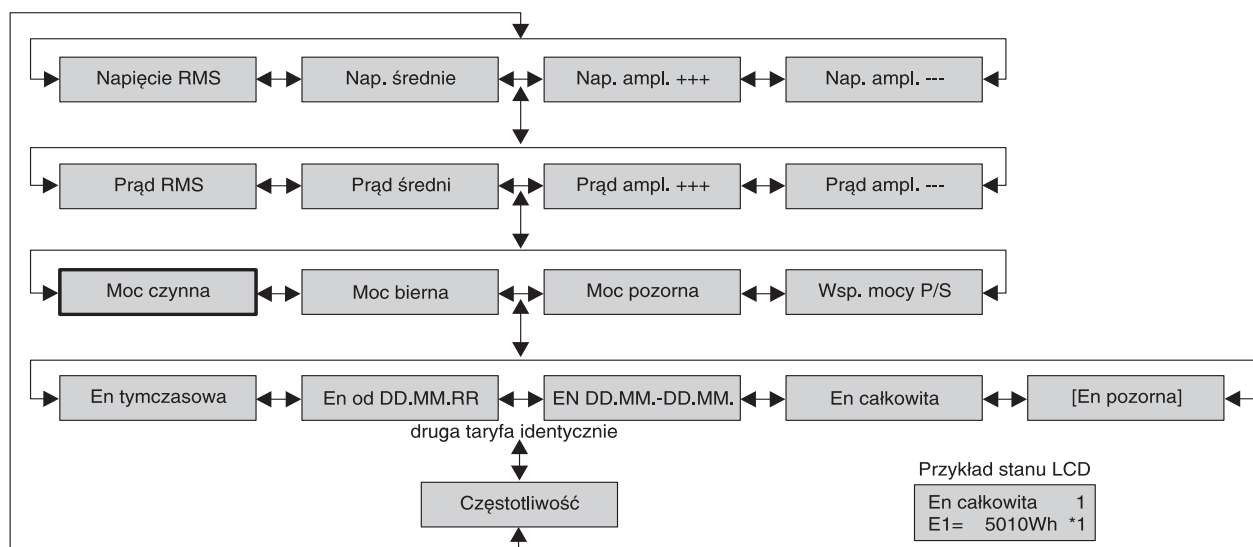 Napięcie RMS
Nap. średnie
Nap. ampl. +++
Nap. ampl. ---
Prąd RMS
Prąd średni
Prąd ampl. +++
Prąd ampl. ---
Moc czynna
Moc bierna
Moc pozorna
Wsp. mocy P/S
En tymczasowa
En od DD.MM.RR
EN DD.MM.-DD.MM.
En całkowita
[En pozorna]
druga taryfa identycznie
Częstotliwość
Przykład stanu LCD
En całkowita 1
E1= 5010Wh *1